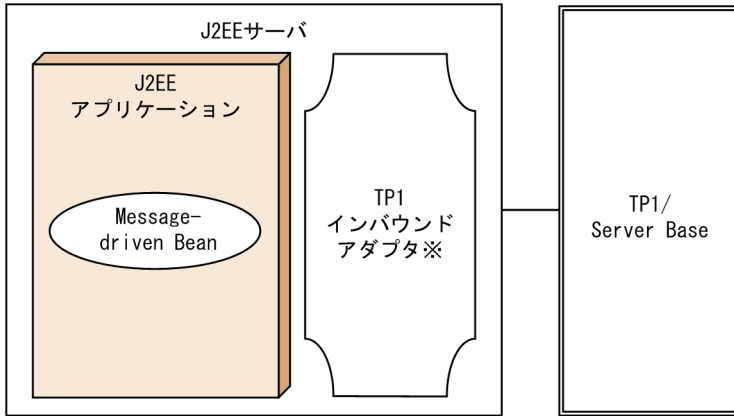 J2EEサーバ
J2EE
アプリケーション
Message-
driven Bean
TP1
インバウンド
アダプタ※
TP1/
Server Base